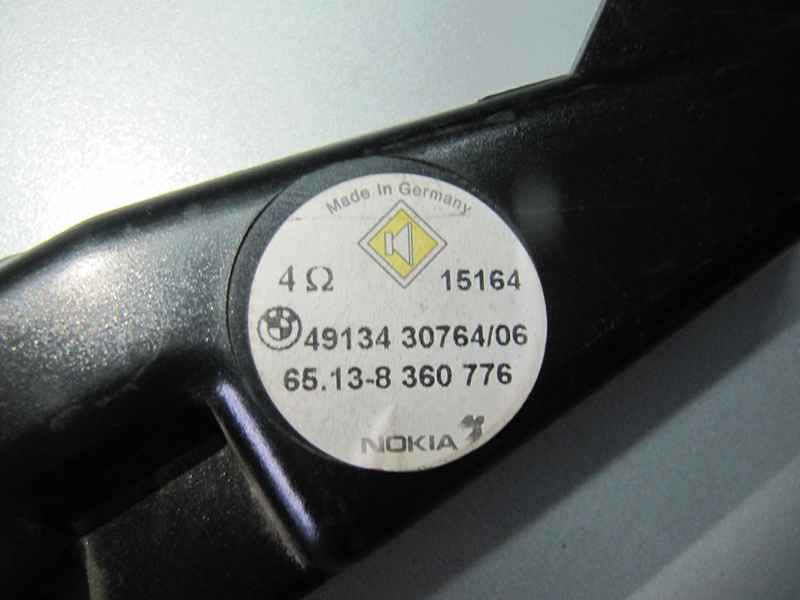 Made In Germany
4 Ω 15164
49134 30764/06
65.13-8 360 776
NOKIA